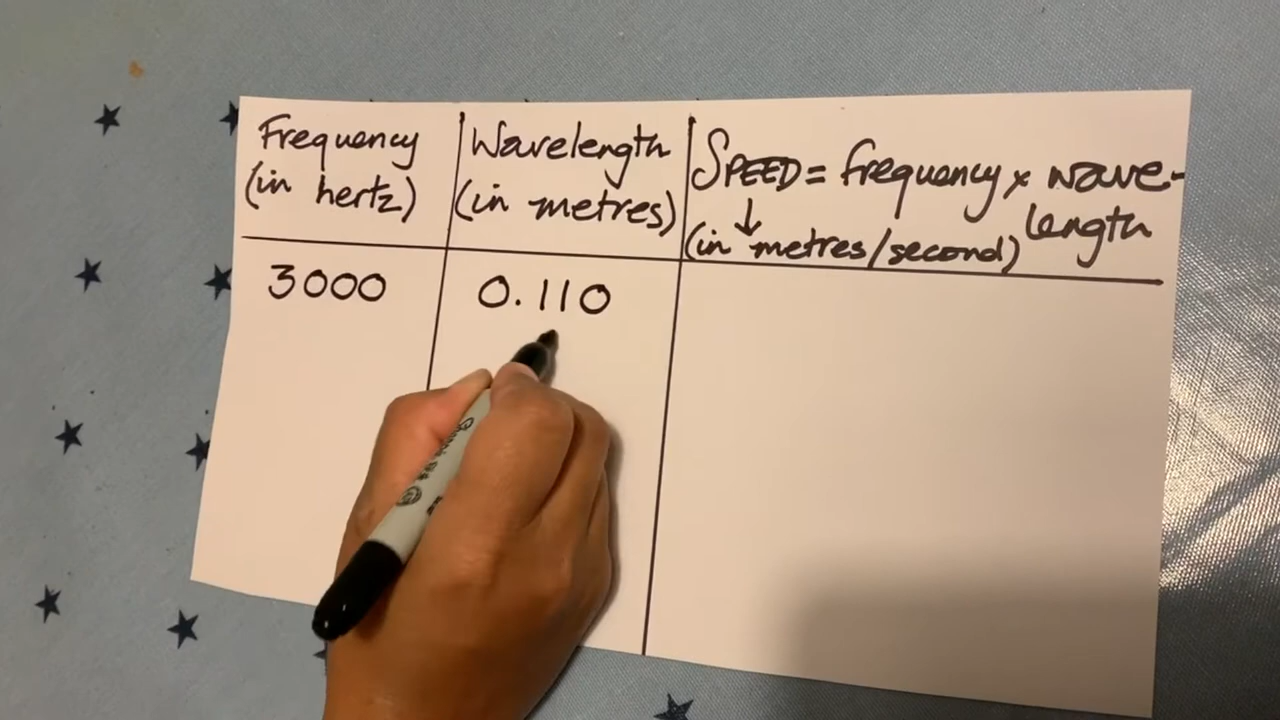 Frequency
(in hertz)
Wavelength
(in metres)
SPEED = frequency x wave-
length
↓
(in metres/second)
3000
0.110